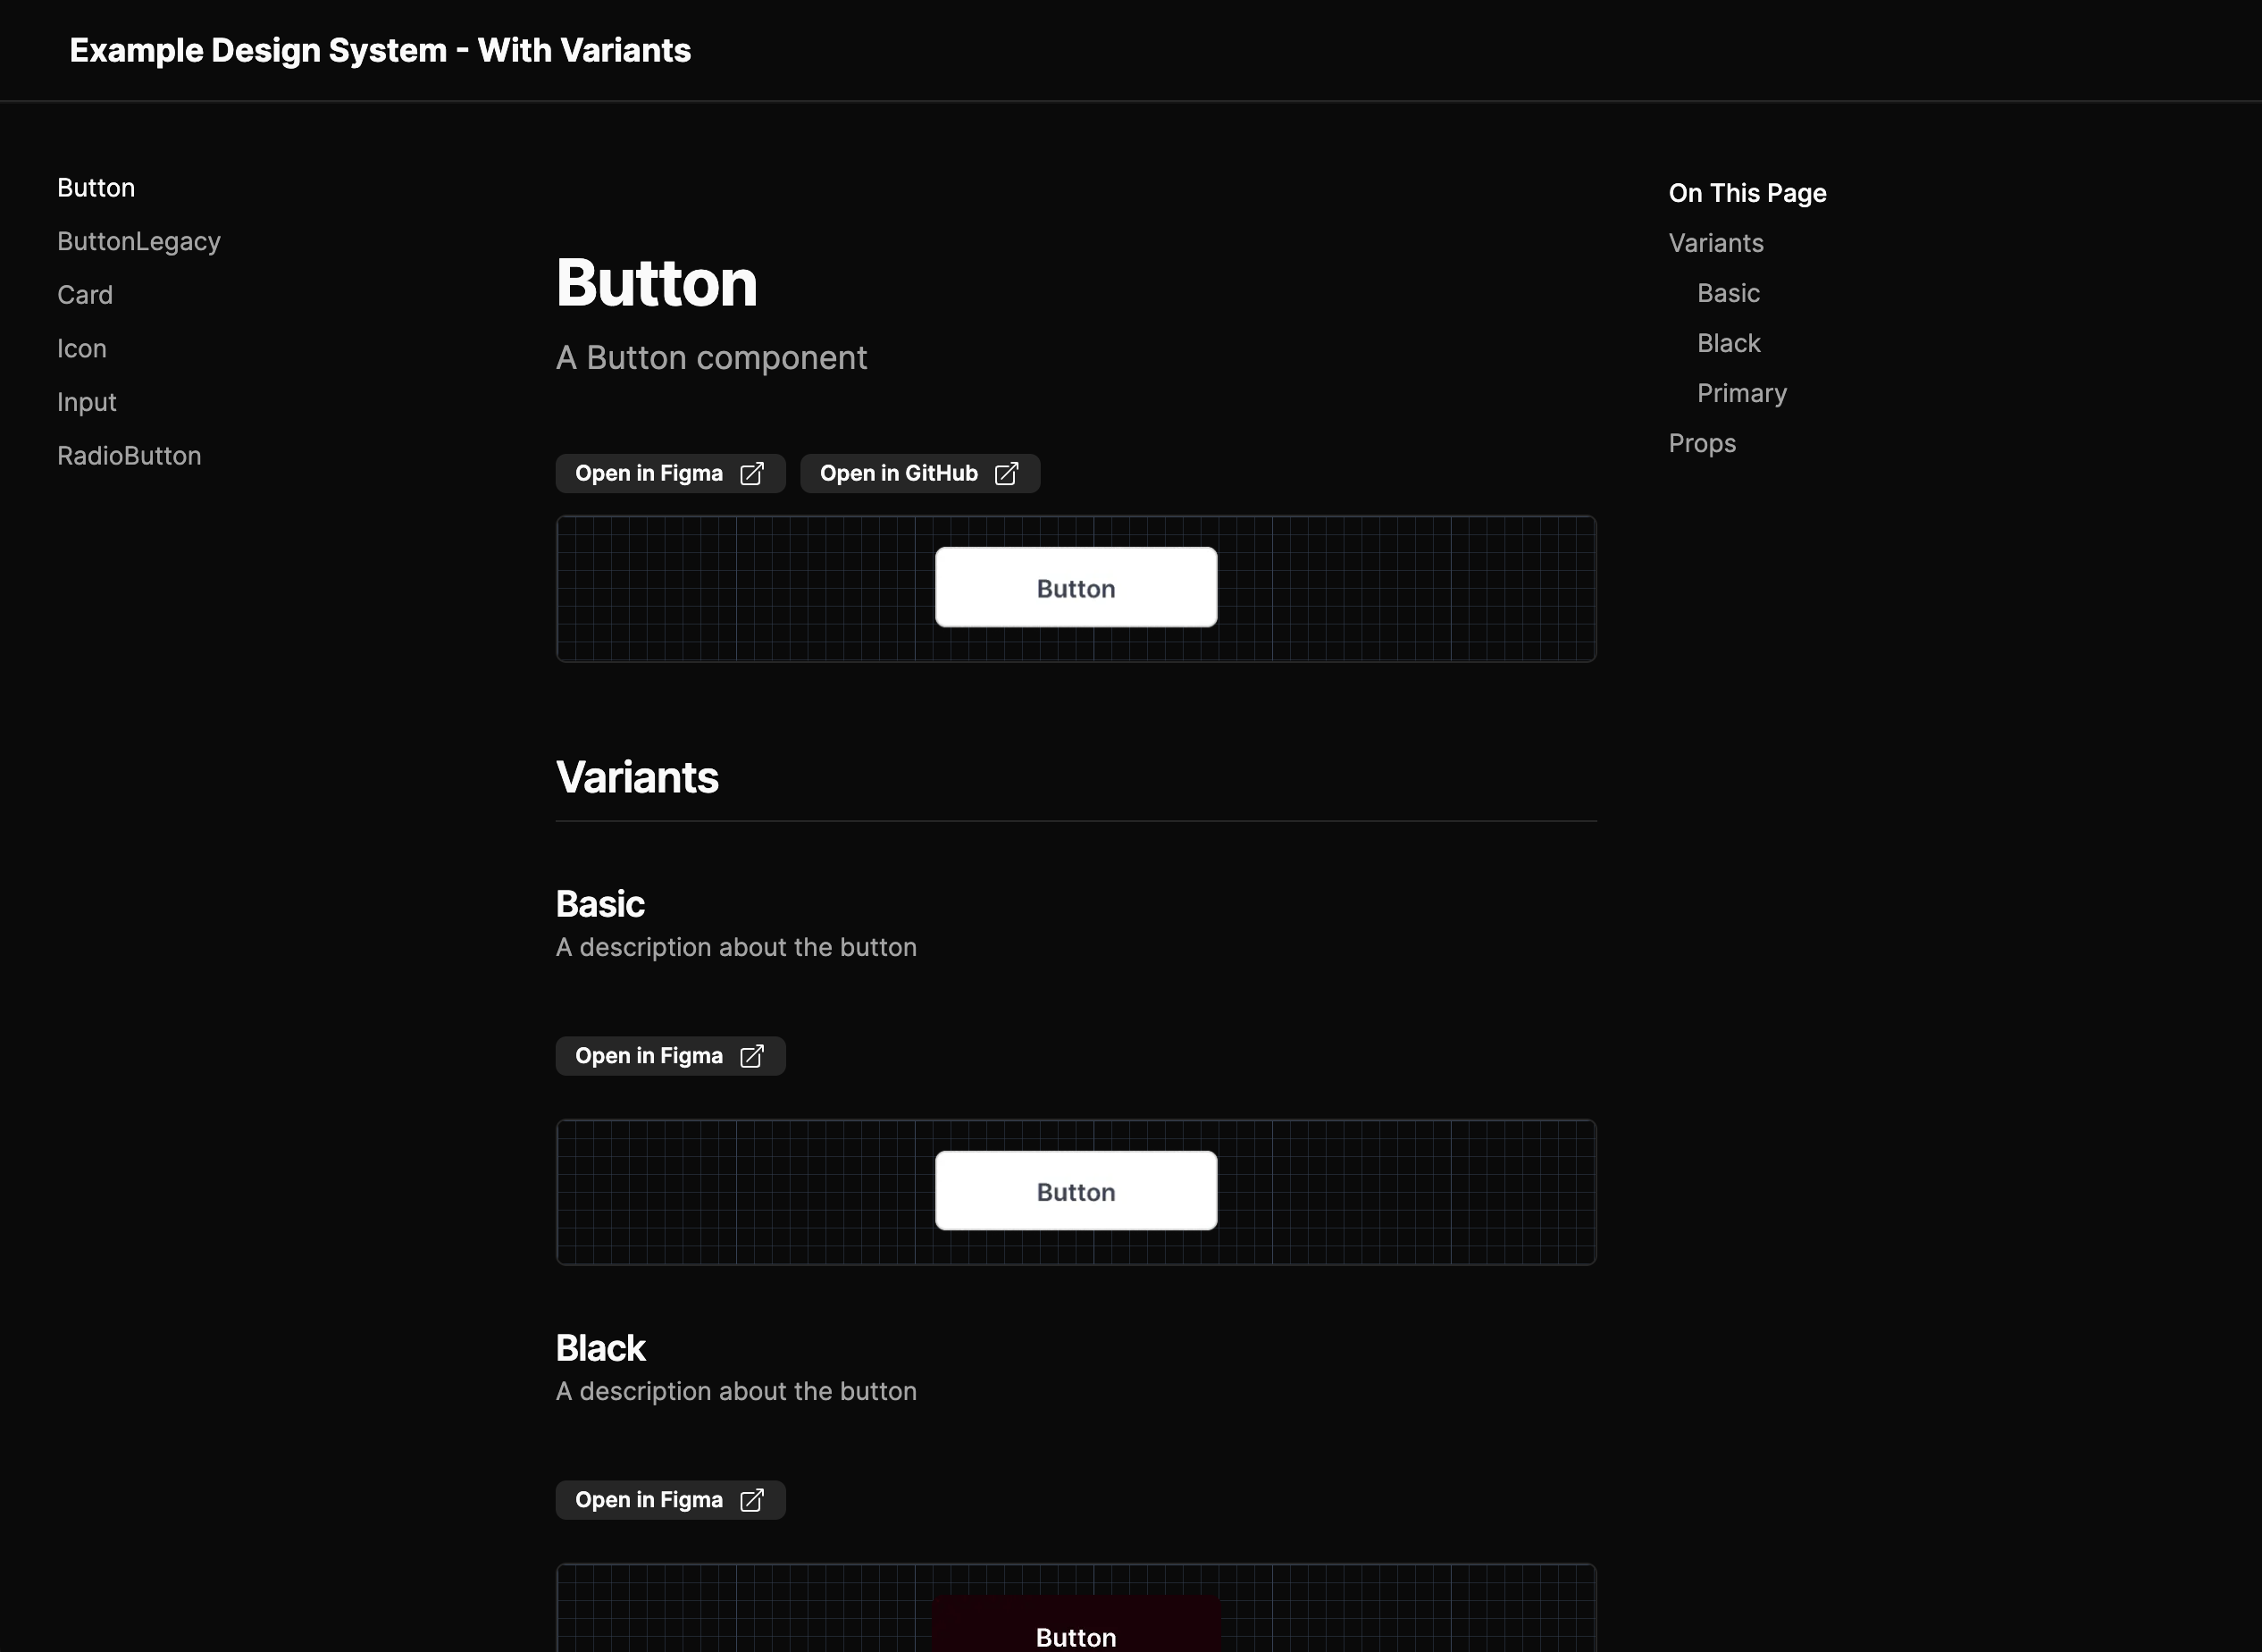 Example Design System - With Variants
Button
ButtonLegacy
Card
Icon
Input
RadioButton
Button
A Button component
Open in Figma
Open in GitHub
Button
Variants
Basic
A description about the button
Open in Figma
Button
Black
A description about the button
Open in Figma
Button
On This Page
Variants
Basic
Black
Primary
Props